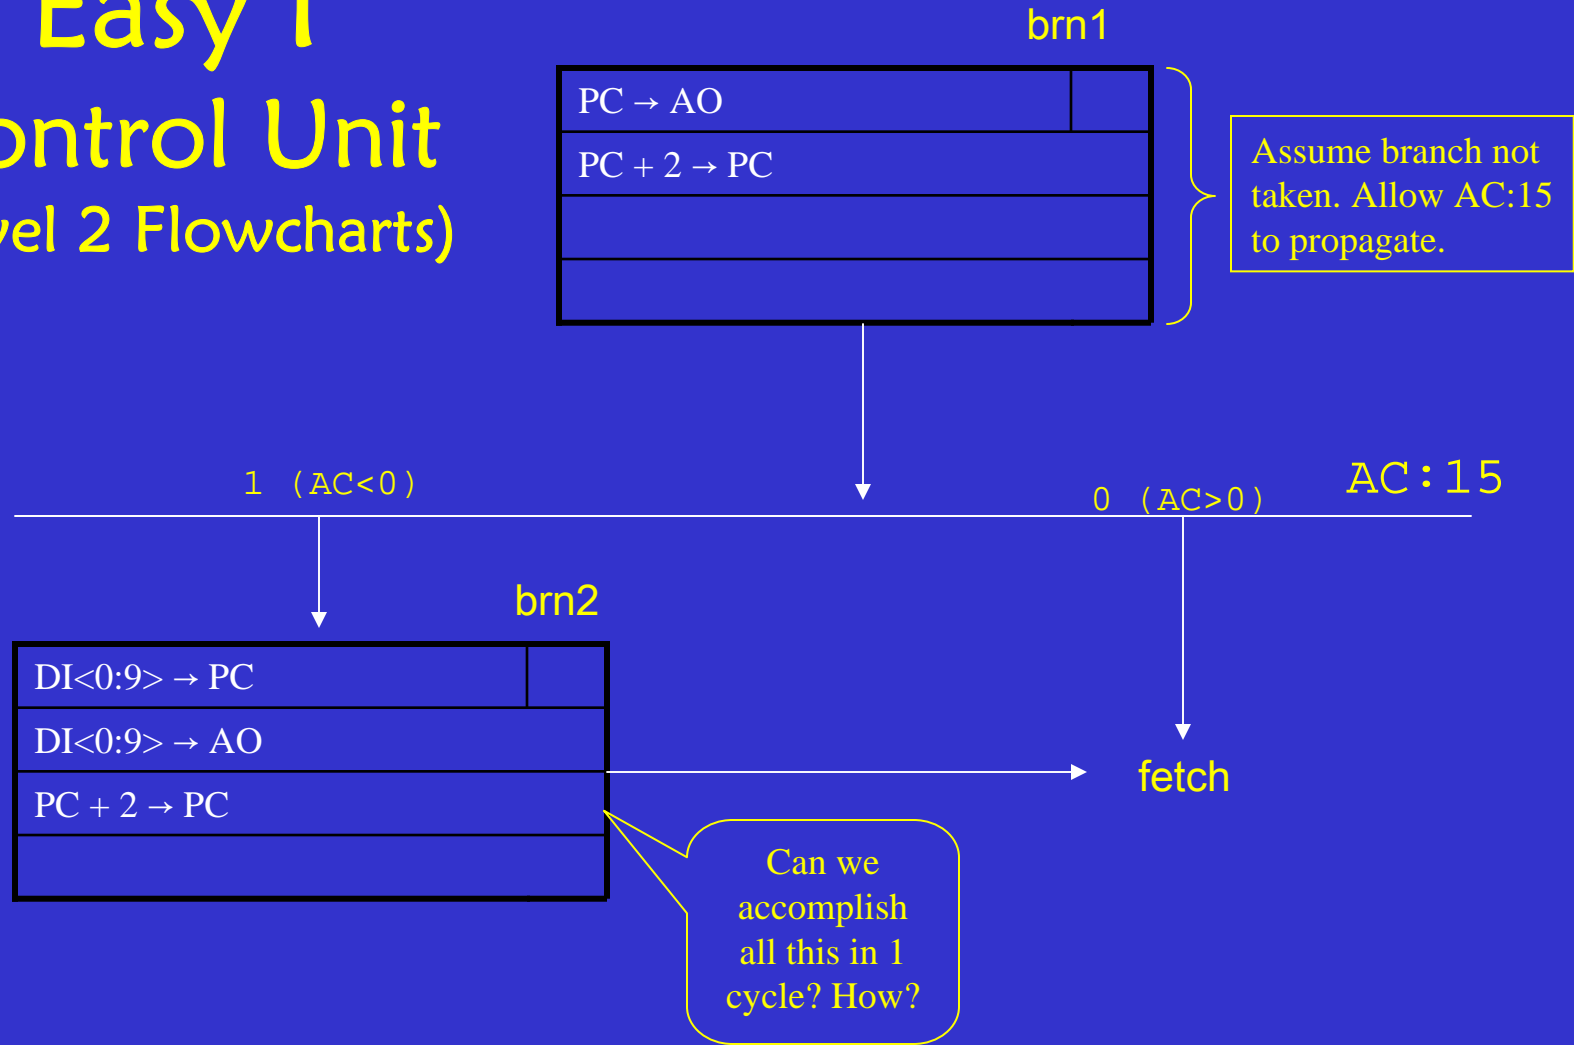 Easy I
ontrol Unit
vel 2 Flowcharts)
brn1
PC → AO
PC + 2 → PC
Assume branch not
taken. Allow AC:15
to propagate.
1 (AC<0)
0 (AC>0)
AC:15
brn2
DI<0:9> → PC
DI<0:9> → AO
PC + 2 → PC
fetch
Can we
accomplish
all this in 1
cycle? How?